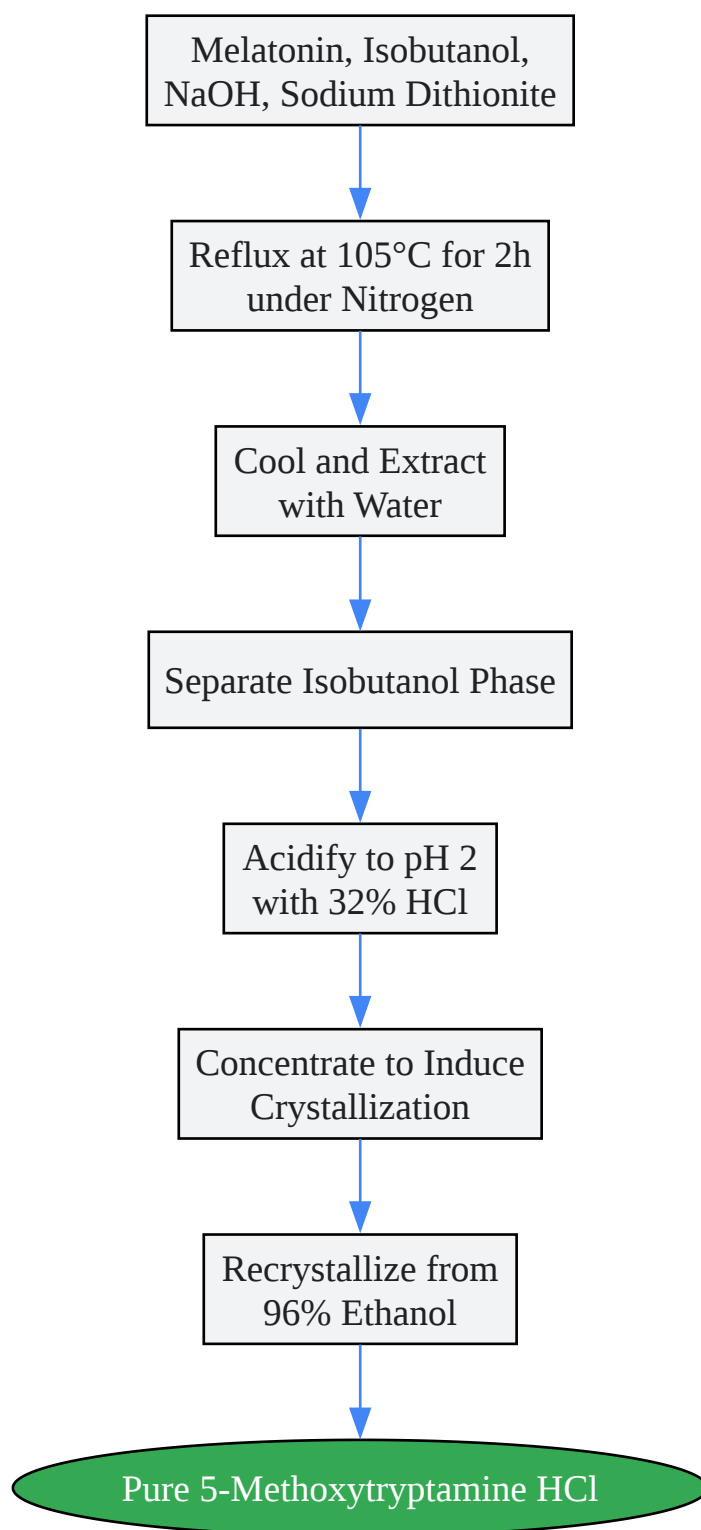 Melatonin, Isobutanol,
NaOH, Sodium Dithionite
Reflux at 105°C for 2h
under Nitrogen
Cool and Extract
with Water
Separate Isobutanol Phase
Acidify to pH 2
with 32% HCl
Concentrate to Induce
Crystallization
Recrystallize from
96% Ethanol
Pure 5-Methoxytryptamine HCl